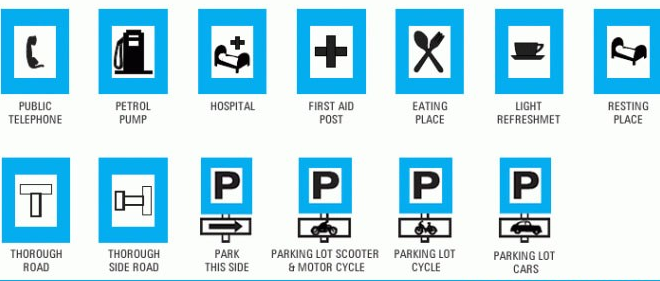 PUBLIC
TELEPHONE
PETROL
PUMP
HOSPITAL
FIRST AID
POST
EATING
PLACE
LIGHT
REFRESHMET
RESTING
PLACE
P
P
P
P
THOROUGH
ROAD
THOROUGH
SIDE ROAD
PARK
THIS SIDE
PARKING LOT SCOOTER
& MOTOR CYCLE
PARKING LOT
CYCLE
PARKING LOT
CARS